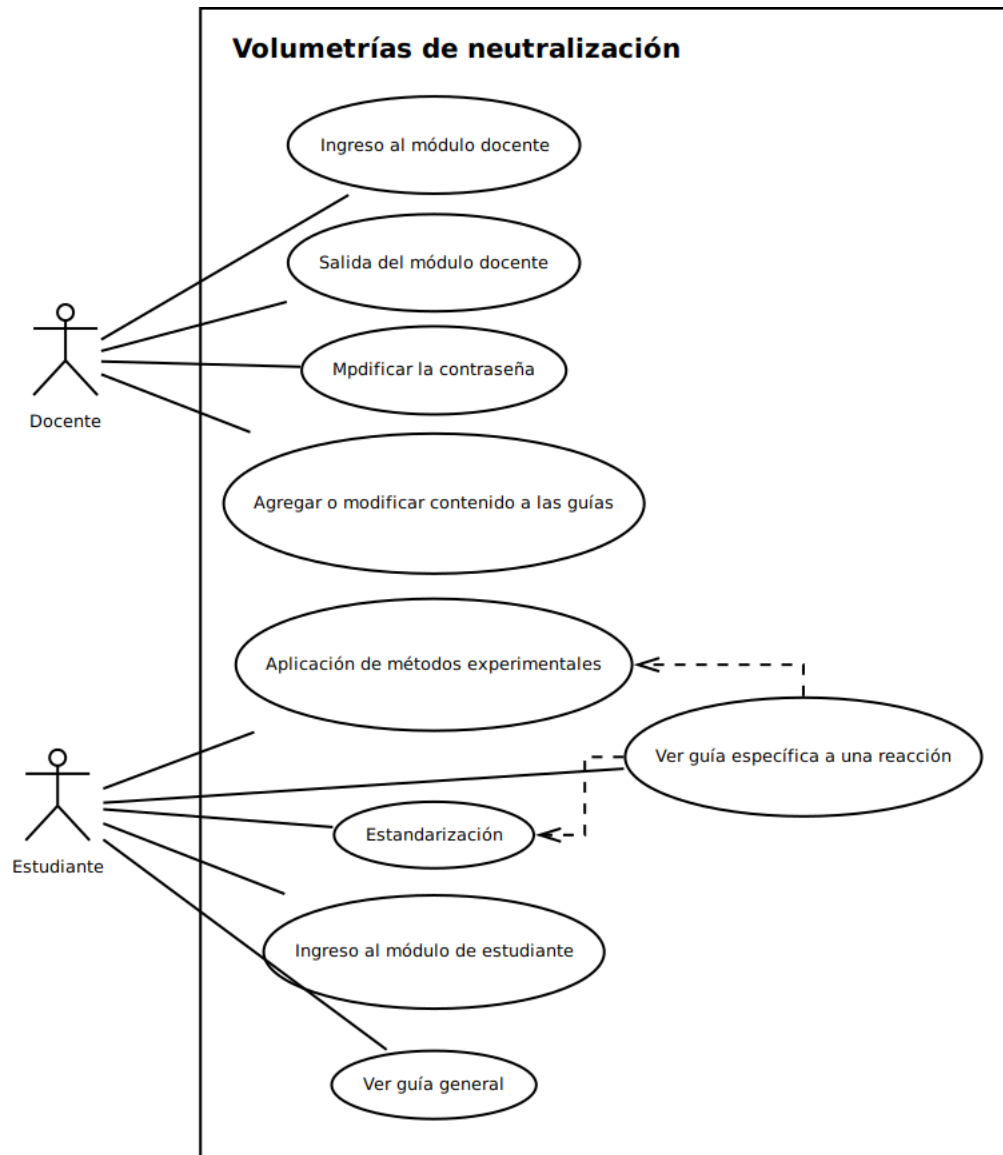 Volumetrías de neutralización
Ingreso al módulo docente
Salida del módulo docente
Mpdificar la contraseña
Docente
Agregar o modificar contenido a las guías
Aplicación de métodos experimentales
Ver guía específica a una reacción
Estandarización
Estudiante
Ingreso al módulo de estudiante
Ver guía general